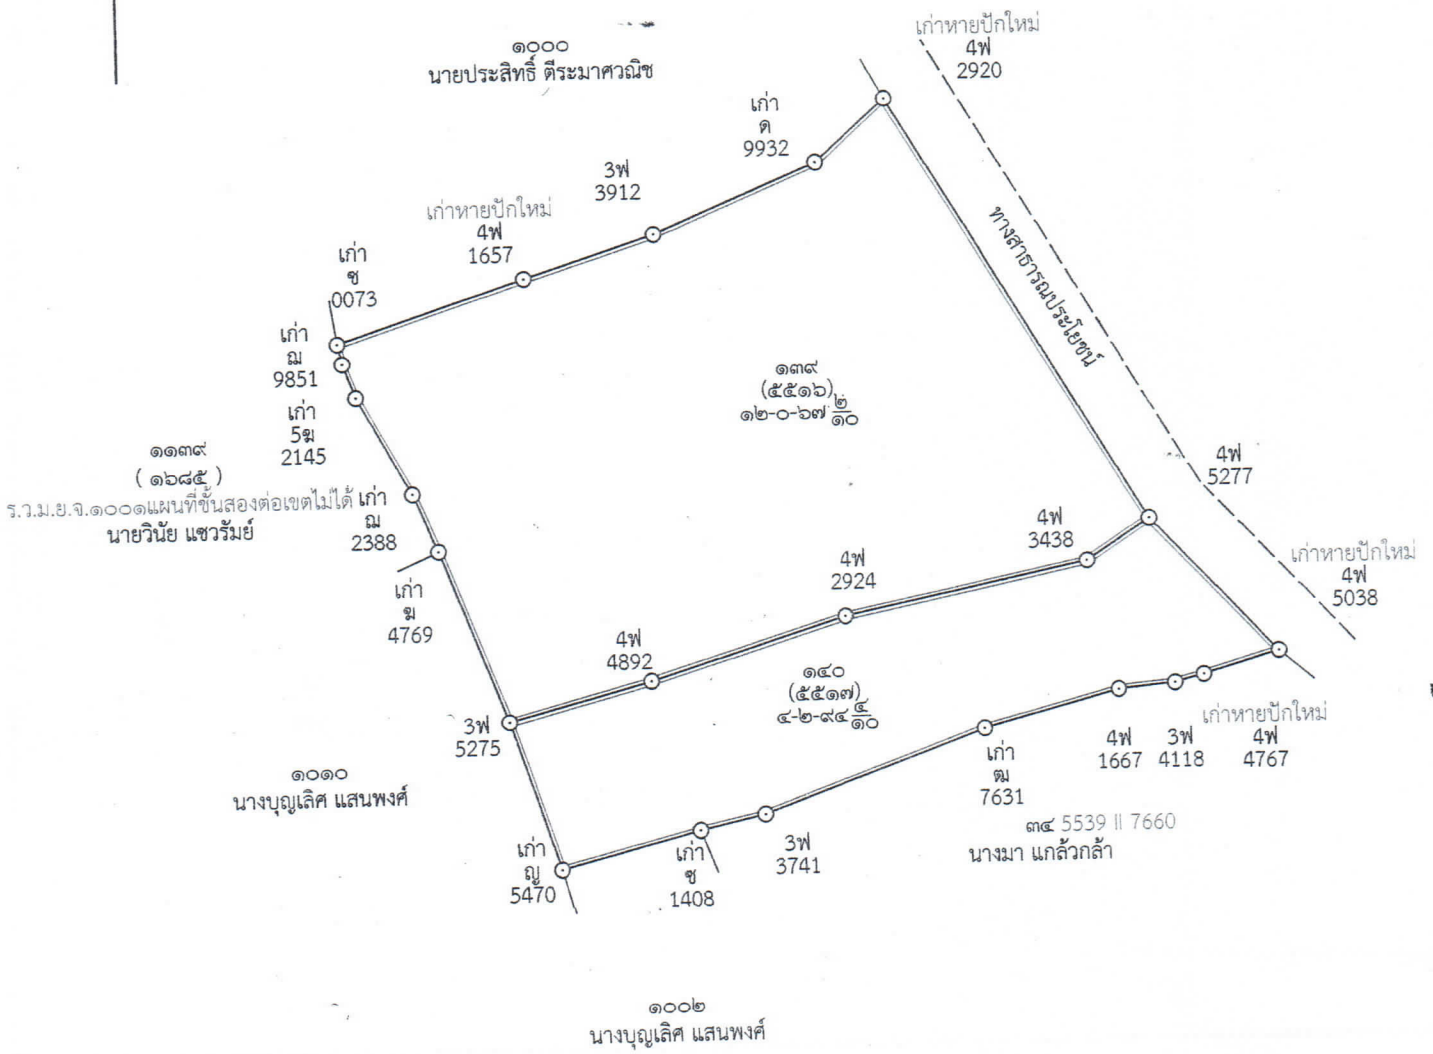 ๑๐๐๐
นายประสิทธิ์ ตีระมาศวณิช
เก่าหายปักใหม่
4ฟ
2920
เก่า
ด
9932
3ฟ
3912
เก่าหายปักใหม่
4ฟ
1657
เก่า
ช
0073
เก่า
ฌ
9851
เก่า
5ฆ
2145
ทางสาธารณประโยชน์
๑๓๙
(๕๕๑๖)
๑๒-๐-๖๗ ๒/๑๐
๑๑๓๙
( ๑๖๘๕ )
ร.ว.ม.ย.จ.๑๐๐๑แผ่นที่ชั้นสองต่อเขตไม่ได้
นายวินัย แซวรัมย์
เก่า
ฌ
2388
เก่า
ฆ
4769
4ฟ
5277
4ฟ
3438
เก่าหายปักใหม่
4ฟ
5038
4ฟ
2924
4ฟ
4892
๑๔๐
(๕๕๑๗)
๔-๒-๙๔ ๕/๑๐
3ฟ
5275
เก่าหายปักใหม่
4ฟ
4767
4ฟ
1667
3ฟ
4118
เก่า
ฒ
7631
๑๐๑๐
นางบุญเลิศ แสนพงศ์
๓๔ 5539 II 7660
นางมา แกล้วกล้า
3ฟ
3741
เก่า
ช
1408
เก่า
ญ
5470
๑๐๐๒
นางบุญเลิศ แสนพงศ์